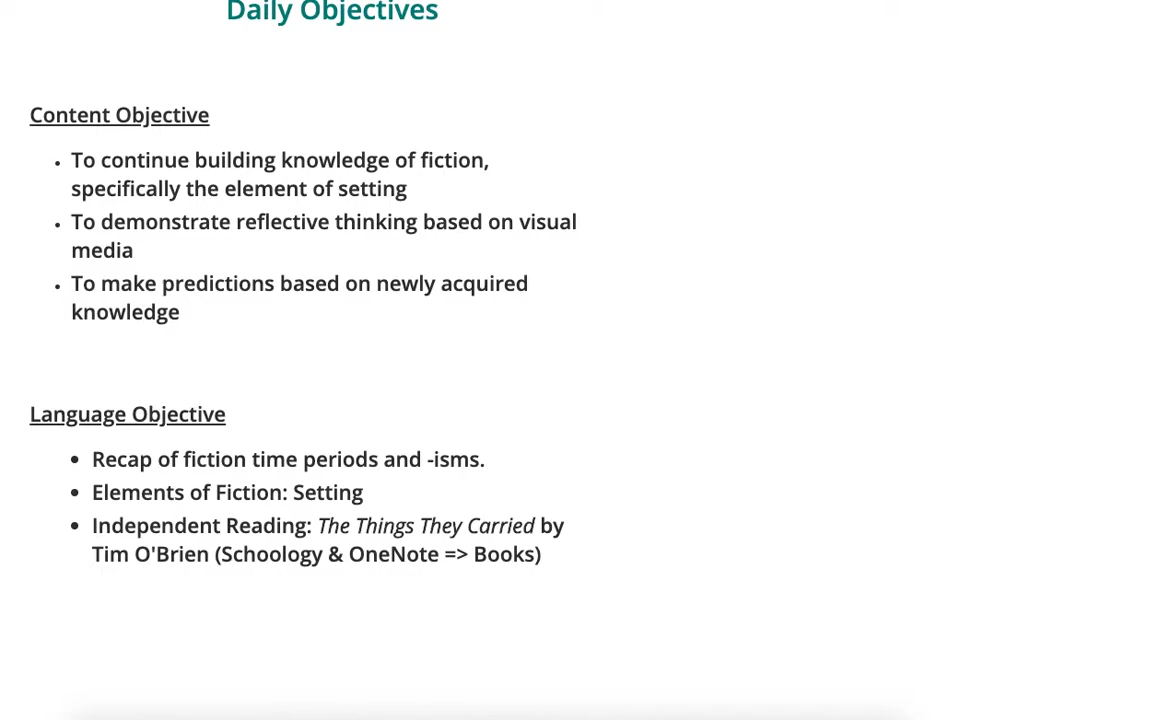 Daily Objectives
Content Objective
• To continue building knowledge of fiction,
specifically the element of setting
• To demonstrate reflective thinking based on visual
media
• To make predictions based on newly acquired
knowledge
Language Objective
• Recap of fiction time periods and -isms.
• Elements of Fiction: Setting
• Independent Reading: The Things They Carried by
Tim O'Brien (Schoology & OneNote => Books)